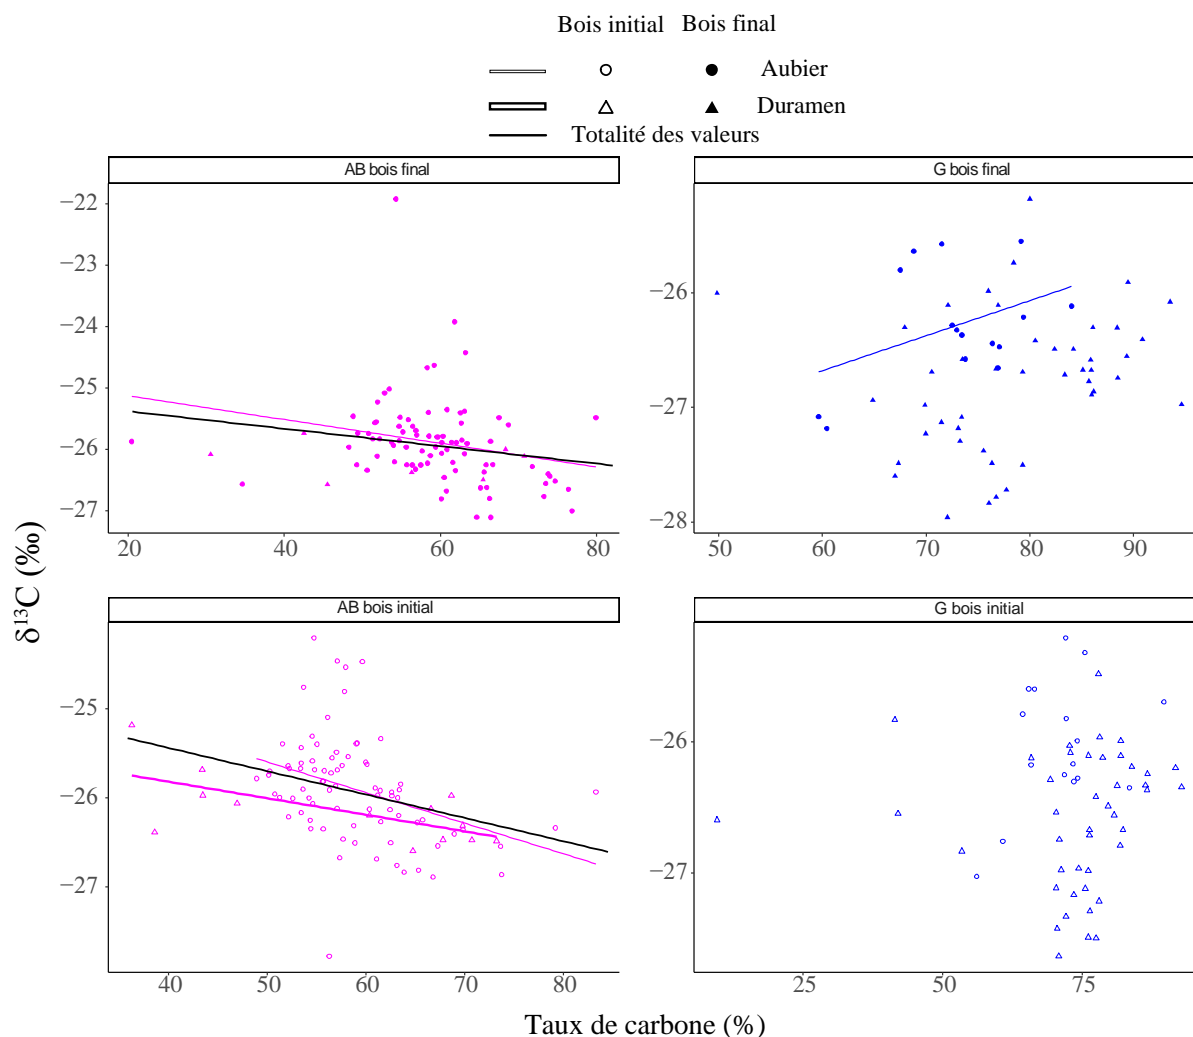 Bois initial Bois final
Aubier
Duramen
Totalité des valeurs
AB bois final
G bois final
−22
−23
−24
−25
−26
−27
20 40 60 80
−26
−27
−28
50 60 70 80 90
AB bois initial
G bois initial
−25
−26
−27
40 50 60 70 80
−26
−27
25 50 75
δ¹³C (‰)
Taux de carbone (%)